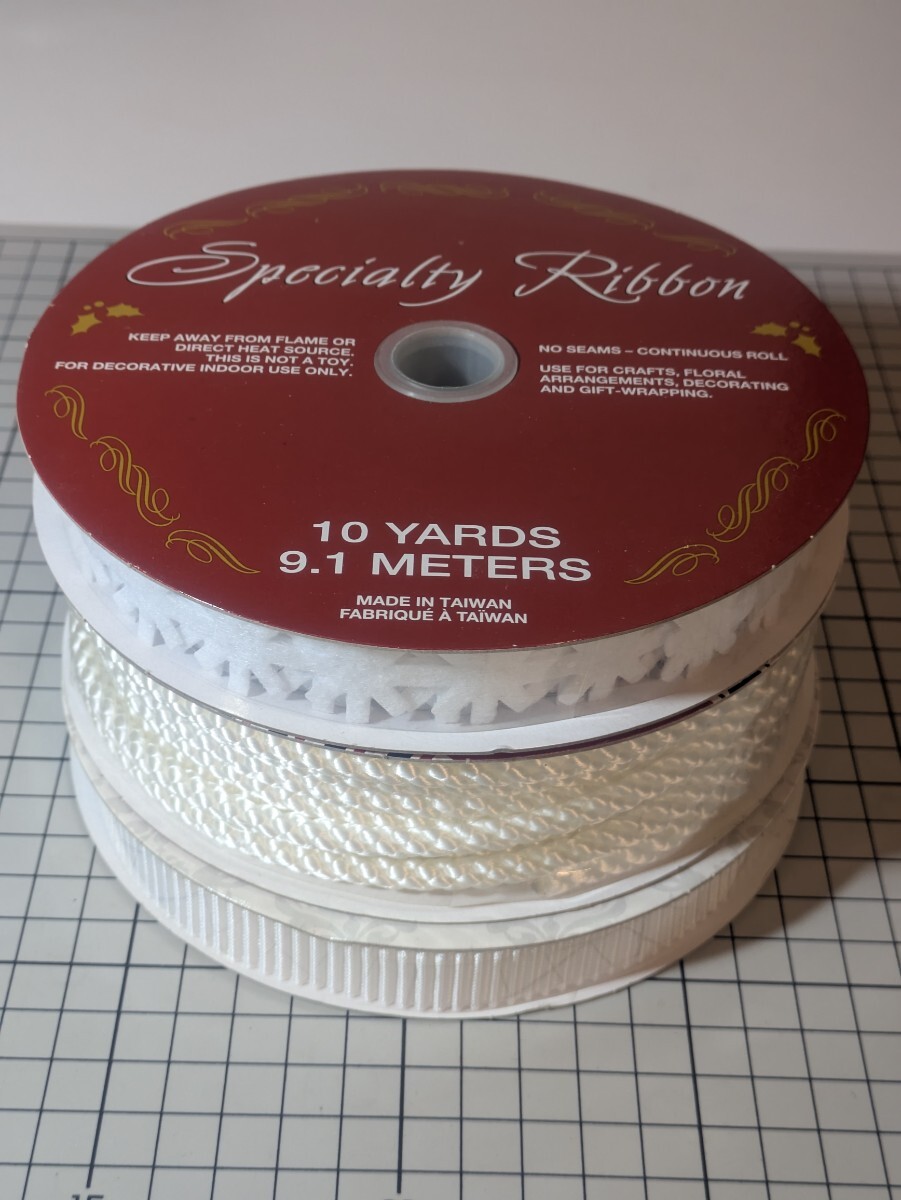 Specialty Ribbon
KEEP AWAY FROM FLAME OR
DIRECT HEAT SOURCE.
THIS IS NOT A TOY.
FOR DECORATIVE INDOOR USE ONLY.
NO SEAMS – CONTINUOUS ROLL
USE FOR CRAFTS, FLORAL
ARRANGEMENTS, DECORATING
AND GIFT-WRAPPING.
10 YARDS
9.1 METERS
MADE IN TAIWAN
FABRIQUÉ À TAÏWAN
15